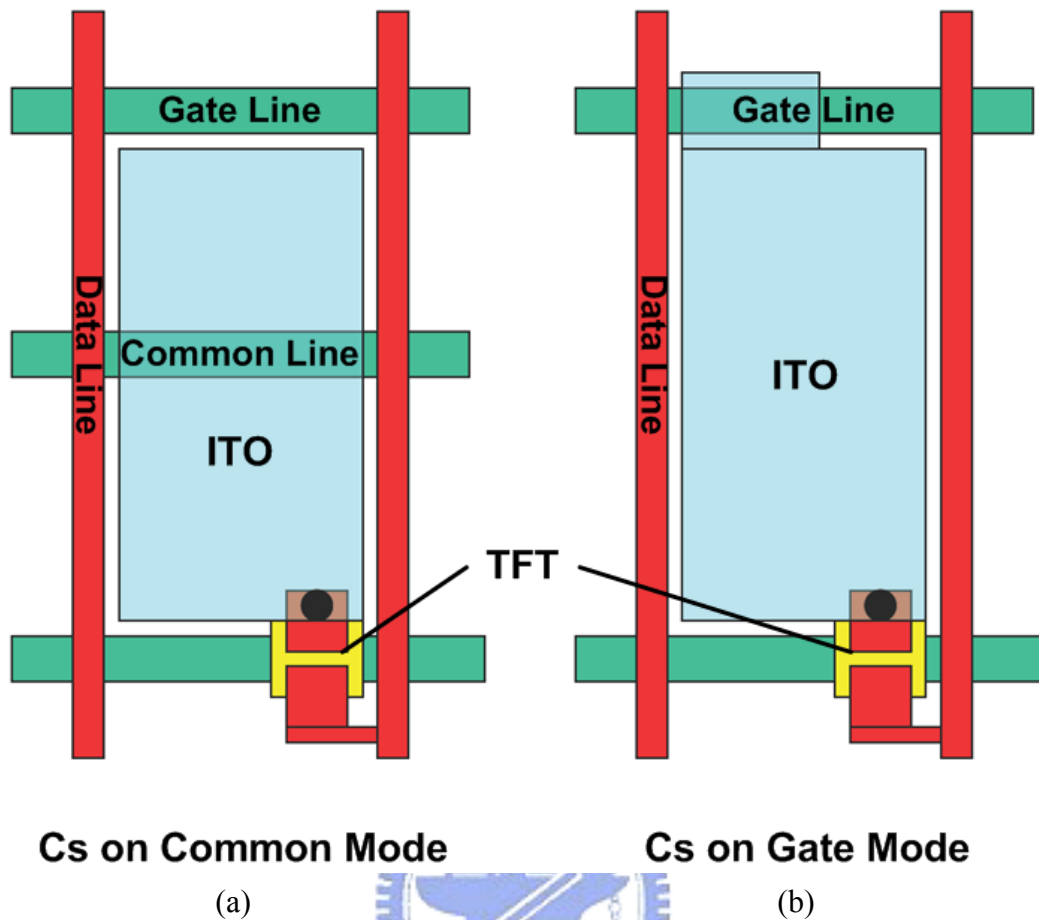 Gate Line
Gate Line
Data Line
Data Line
Common Line
ITO
ITO
TFT
Cs on Common Mode
Cs on Gate Mode
(a)
(b)